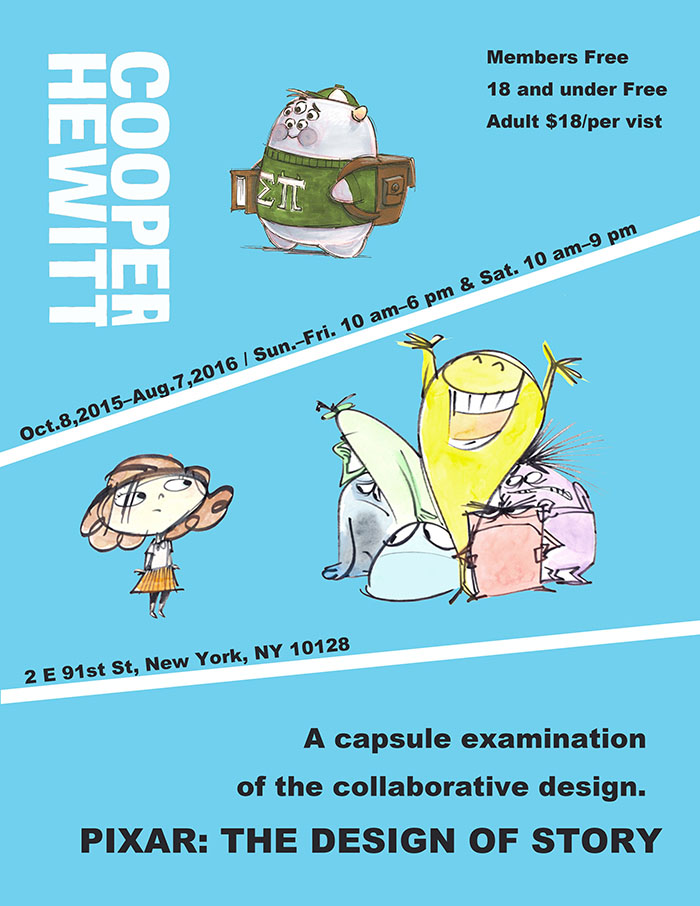 COOPER
HEWITT
Members Free
18 and under Free
Adult $18/per vist
ΣΠ
Oct.8,2015–Aug.7,2016 / Sun.–Fri. 10 am–6 pm & Sat. 10 am–9 pm
2 E 91st St, New York, NY 10128
A capsule examination
of the collaborative design.
PIXAR: THE DESIGN OF STORY